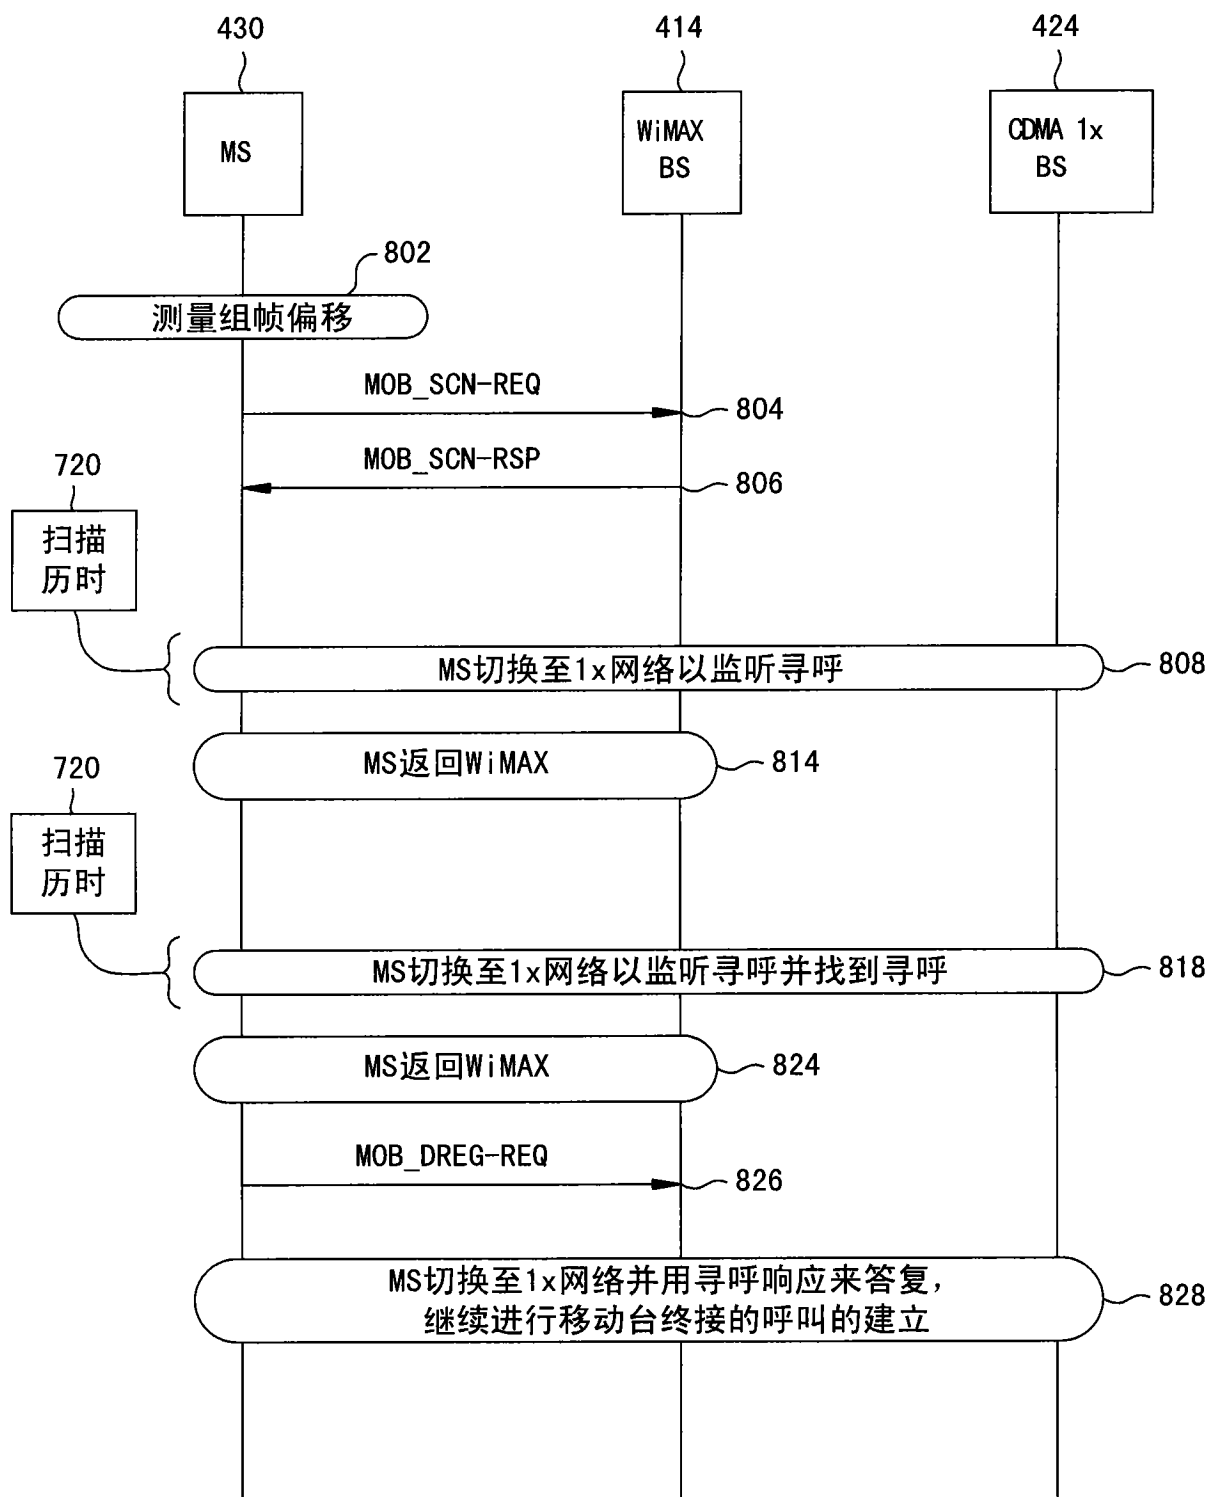 430
414
424
MS
WiMAX
BS
CDMA 1x
BS
802
测量组帧偏移
MOB_SCN-REQ
804
MOB_SCN-RSP
806
720
扫描
历时
MS切换至1x网络以监听寻呼
808
MS返回WiMAX
814
720
扫描
历时
MS切换至1x网络以监听寻呼并找到寻呼
818
MS返回WiMAX
824
MOB_DREG-REQ
826
MS切换至1x网络并用寻呼响应来答复，
继续进行移动台终接的呼叫的建立
828